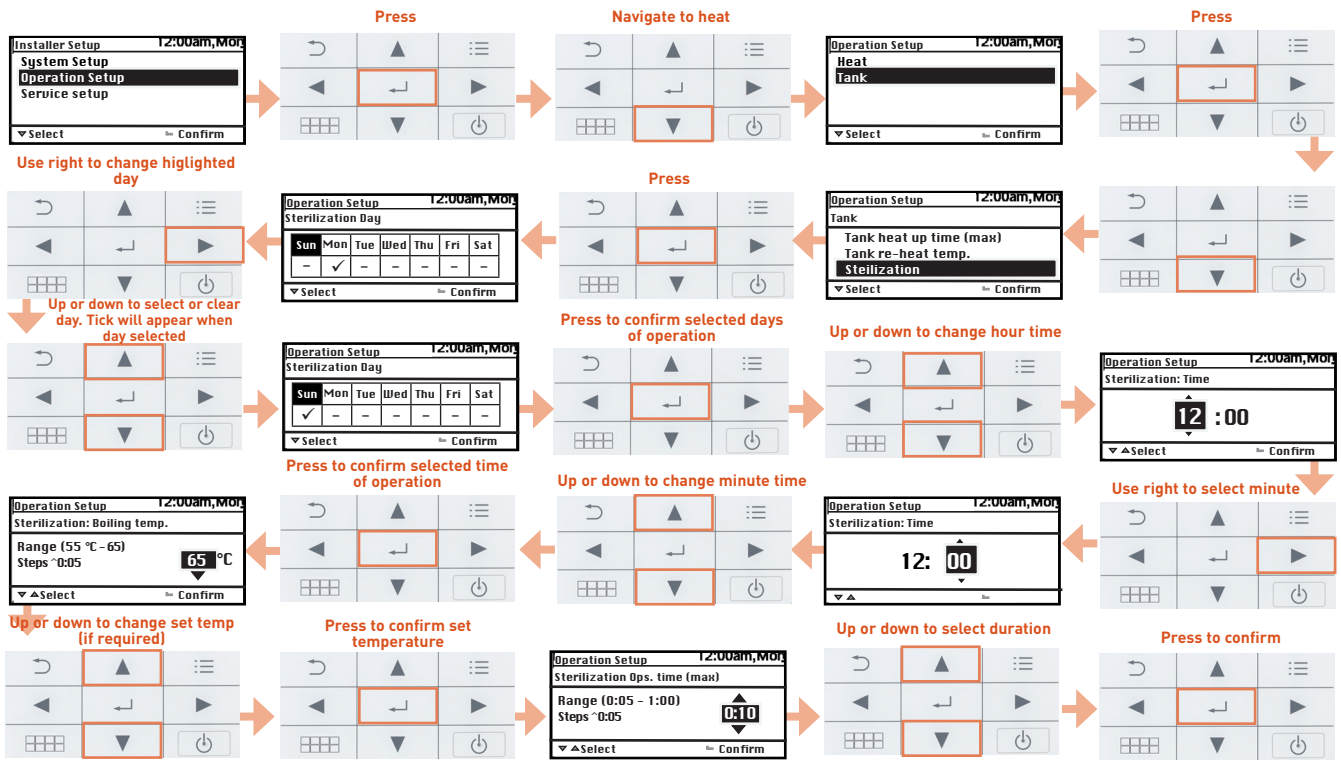 Press
Navigate to heat
Press
Installer Setup 12:00am,Mon
System Setup
Operation Setup
Service setup
▼Select Confirm
Operation Setup 12:00am,Mon
Heat
Tank
▼Select Confirm
Use right to change higlighted
day
Operation Setup 12:00am,Mon
Sterilization Day
Sun Mon Tue Wed Thu Fri Sat
– ✓ – – – – –
▼Select Confirm
Press
Operation Setup 12:00am,Mon
Tank
Tank heat up time (max)
Tank re-heat temp.
Steilization
▼Select Confirm
Up or down to select or clear
day. Tick will appear when
day selected
Operation Setup 12:00am,Mon
Sterilization Day
Sun Mon Tue Wed Thu Fri Sat
✓ – – – – – –
▼Select Confirm
Press to confirm selected days
of operation
Up or down to change hour time
Operation Setup 12:00am,Mon
Sterilization: Time
12 :00
▼ ▲Select Confirm
Operation Setup 12:00am,Mon
Sterilization: Boiling temp.
Range (55 °C – 65)
Steps ^0:05
65 °C
▼ ▲Select Confirm
Press to confirm selected time
of operation
Up or down to change minute time
Operation Setup 12:00am,Mon
Sterilization: Time
12: 00
▼ ▲
Use right to select minute
Up or down to change set temp
(if required)
Press to confirm set
temperature
Operation Setup 12:00am,Mon
Sterilization Ops. time (max)
Range (0:05 – 1:00)
Steps ^0:05
0:10
▼ ▲Select Confirm
Up or down to select duration
Press to confirm